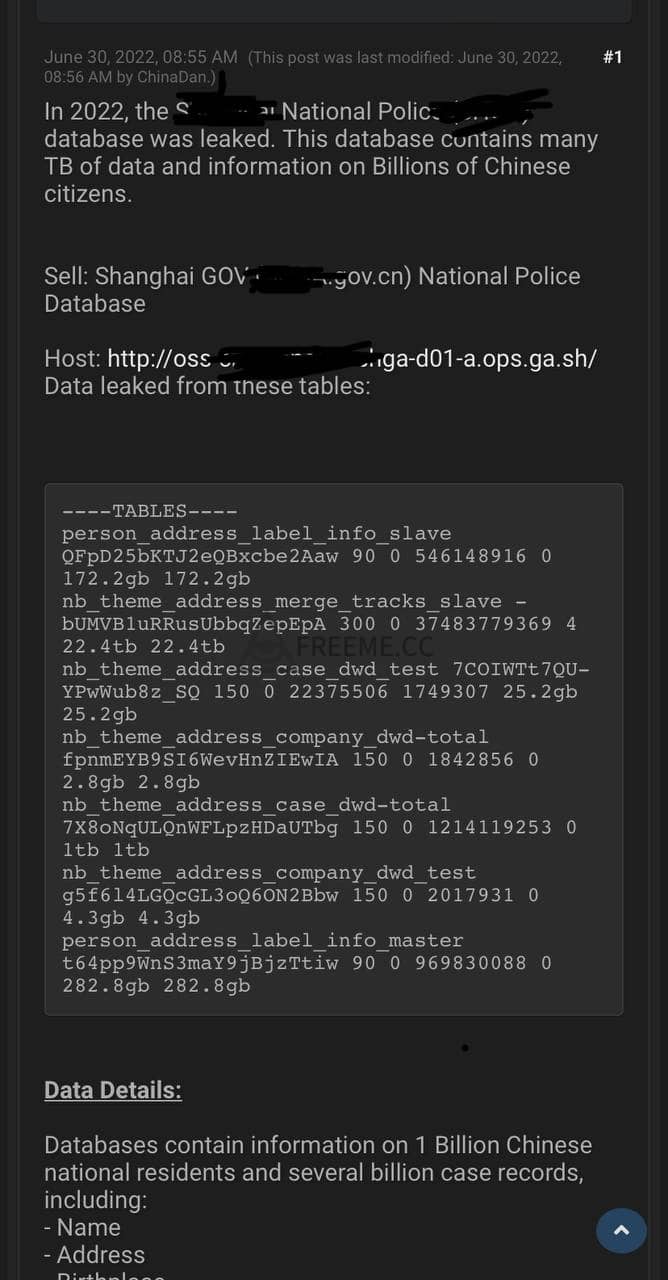 June 30, 2022, 08:55 AM (This post was last modified: June 30, 2022, #1
08:56 AM by ChinaDan.)
In 2022, the National
database was leaked. This database contains many
TB of data and information on Billions of Chinese
citizens.
Sell: Shanghai GOV .gov.cn) National Police
Database
Host: http://oss ga-d01-a.ops.ga.sh/
Data leaked from these tables:
----TABLES----
person_address_label_info_slave
QFpD25bKTJ2eQBxcbe2Aaw 90 0 546148916 0
172.2gb 172.2gb
nb_theme_address_merge_tracks_slave -
bUMVB1uRRusUbbqzepEpA 300 0 37483779369 4
22.4tb 22.4tb
FREEME.CC
nb_theme_address_case_dwd_test 7COIWTt7QU-
YPwWub8z_SQ 150 0 22375506 1749307 25.2gb
25.2gb
nb_theme_address_company_dwd-total
fpnmEYB9SI6WevHnZIEwIA 150 0 1842856 0
2.8gb 2.8gb
nb_theme_address_case_dwd-total
7X8oNqULQnWFLpzHDaUTbg 150 0 1214119253 0
1tb 1tb
nb_theme_address_company_dwd_test
g5f6l4LGQcGL3oQ6ON2Bbw 150 0 2017931 0
4.3gb 4.3gb
person_address_label_info_master
t64pp9WnS3maY9jBjzTtiw 90 0 969830088 0
282.8gb 282.8gb
Data Details:
Databases contain information on 1 Billion Chinese
national residents and several billion case records,
including:
- Name
- Address
- Birthplace